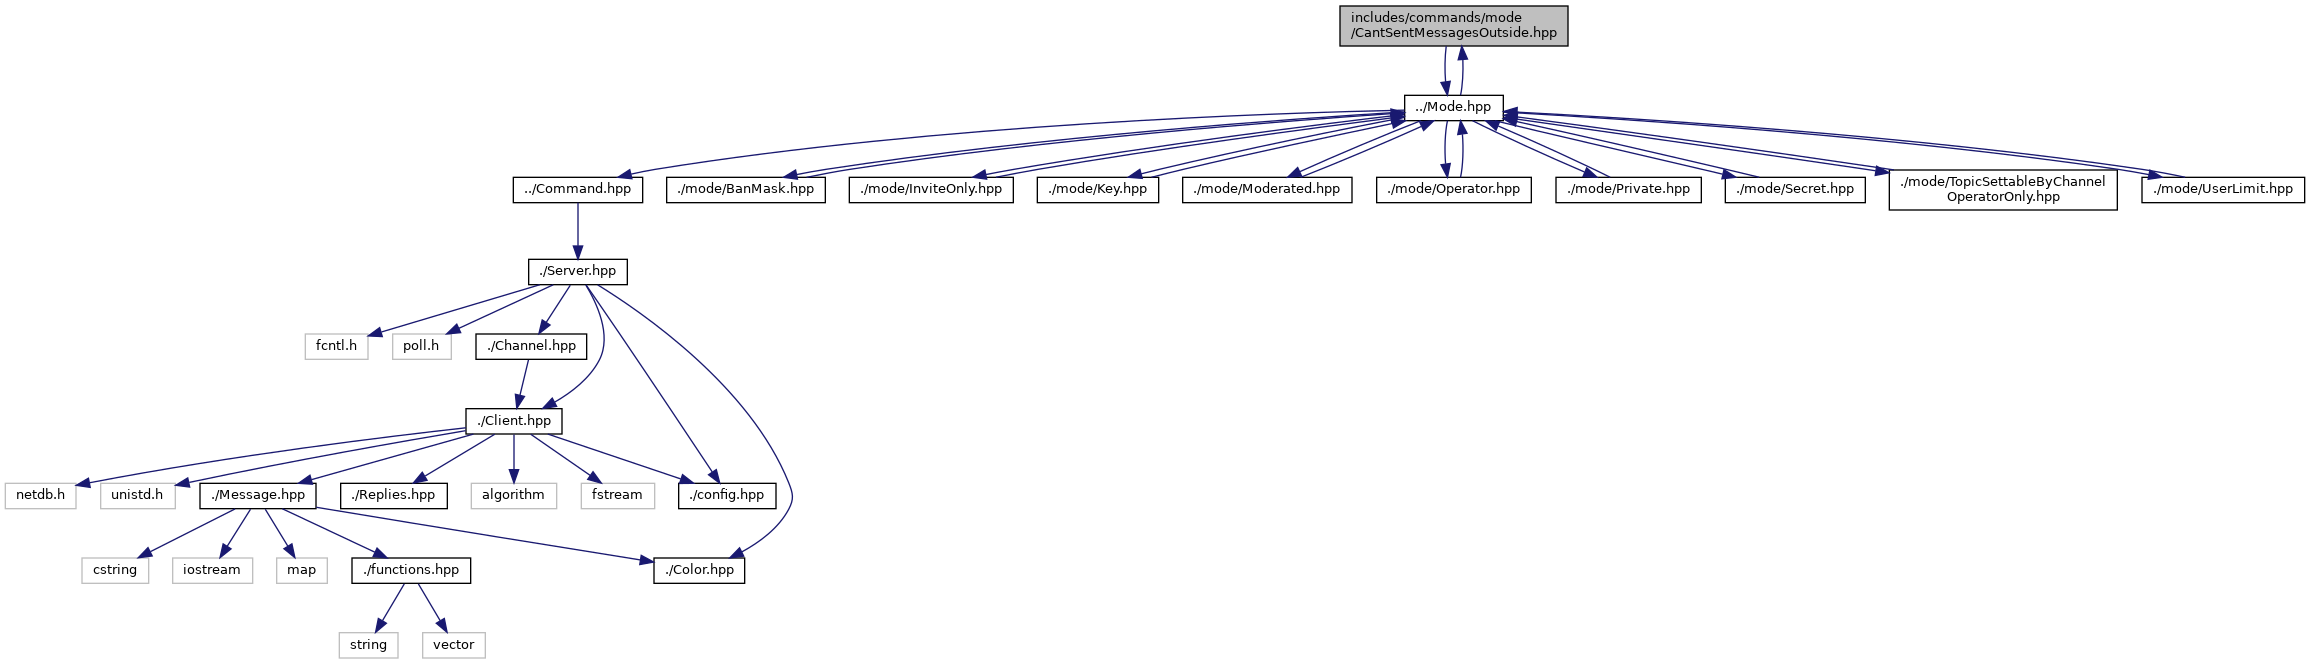 includes/commands/mode
/CantSentMessagesOutside.hpp
../Mode.hpp
../Command.hpp
./mode/BanMask.hpp
./mode/InviteOnly.hpp
./mode/Key.hpp
./mode/Moderated.hpp
./mode/Operator.hpp
./mode/Private.hpp
./mode/Secret.hpp
./mode/TopicSettableByChannel
OperatorOnly.hpp
./mode/UserLimit.hpp
./Server.hpp
fcntl.h
poll.h
./Channel.hpp
./Client.hpp
netdb.h
unistd.h
./Message.hpp
./Replies.hpp
algorithm
fstream
./config.hpp
cstring
iostream
map
./functions.hpp
./Color.hpp
string
vector